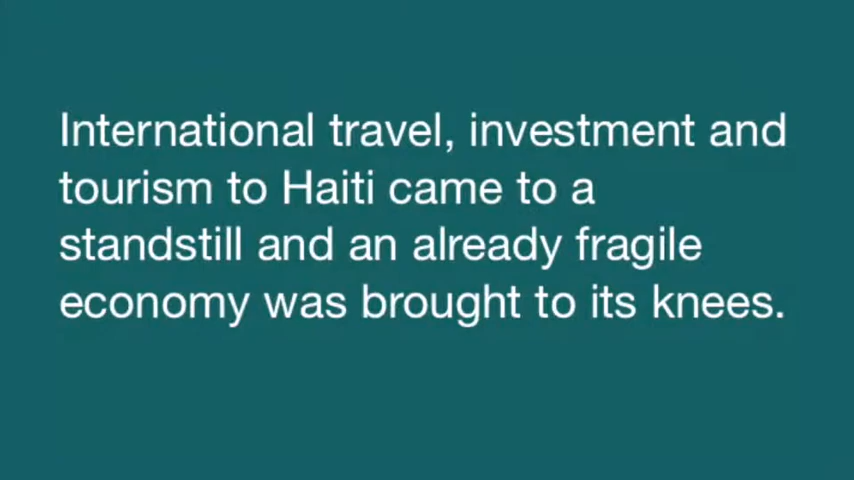 International travel, investment and
tourism to Haiti came to a
standstill and an already fragile
economy was brought to its knees.